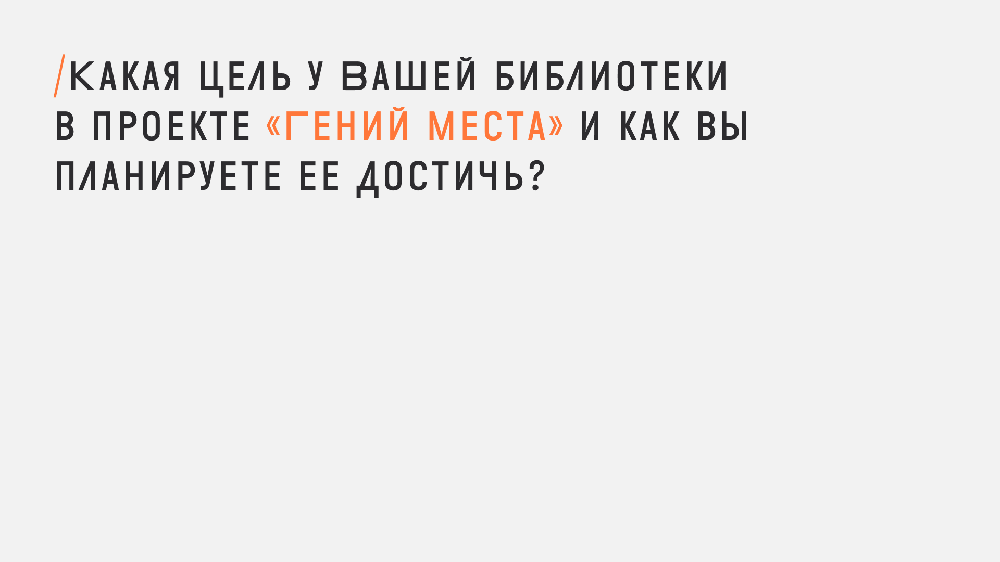 /Какая цель у Вашей библиотеки
в проекте «Гений места» и как вы
планируете ее достичь?